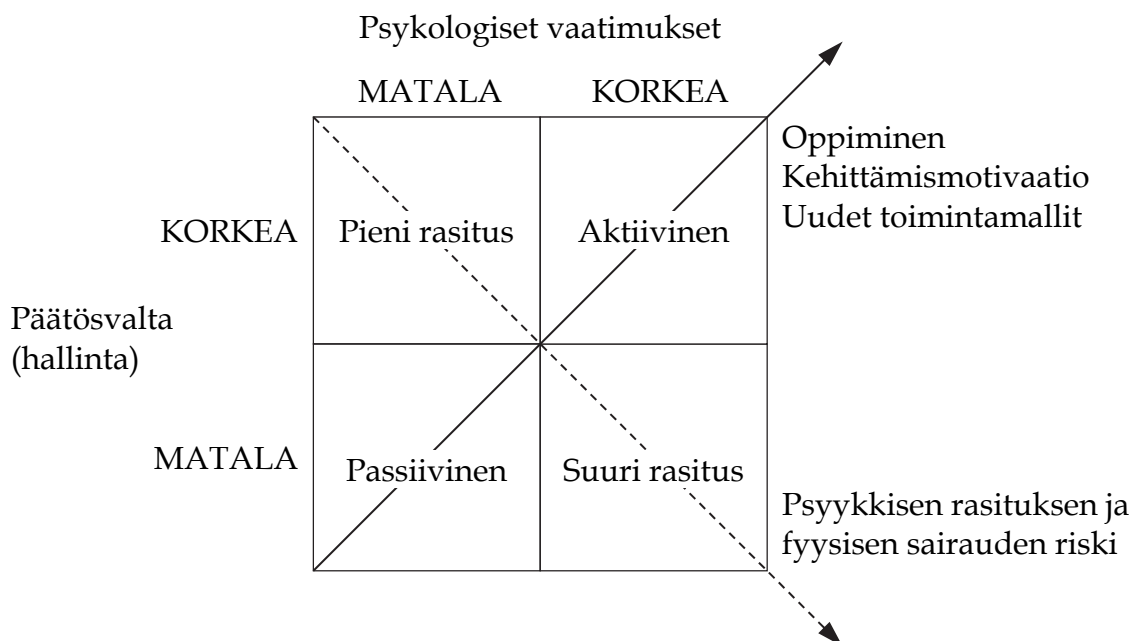 Psykologiset vaatimukset
MATALA
KORKEA
Oppiminen
Kehittämismotivaatio
Uudet toimintamallit
KORKEA
Pieni rasitus
Aktiivinen
Päätösvalta
(hallinta)
MATALA
Passiivinen
Suuri rasitus
Psyykkisen rasituksen ja
fyysisen sairauden riski